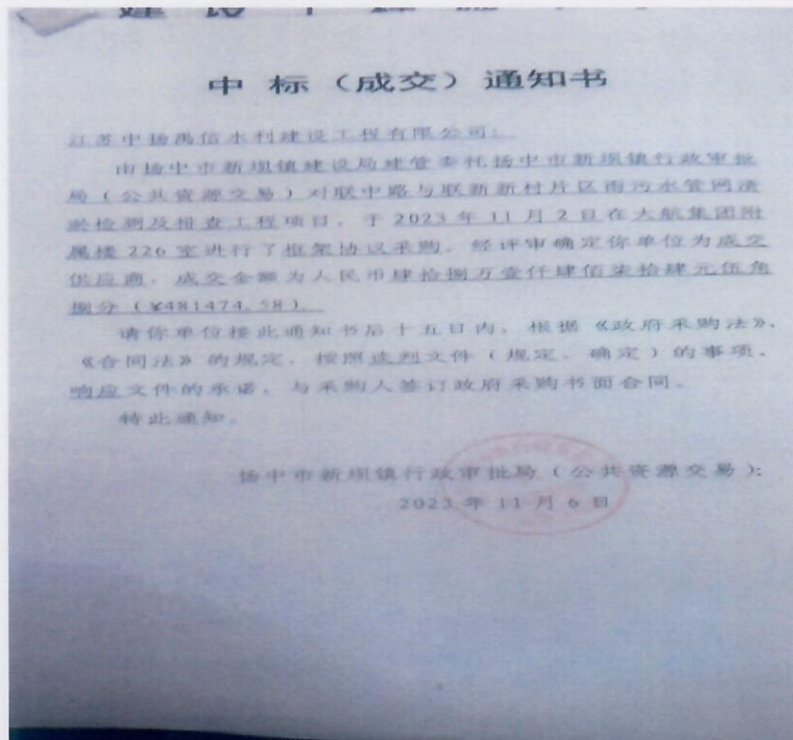 中标（成交）通知书
江苏中扬禹信水利建设工程有限公司：
由扬中市新坝镇建设局建管委托扬中市新坝镇行政审批
局（公共资源交易）对联中路与联新新村片区雨污水管网清
淤检测及排查工程项目，于2023年11月2日在大航集团附
属楼226室进行了框架协议采购，经评审确定你单位为成交
供应商，成交金额为人民币肆拾捌万壹仟肆佰柒拾肆元伍角
捌分（¥481474.58）。
请你单位接此通知书后十五日内，根据《政府采购法》、
《合同法》的规定，按照谈判文件（规定、确定）的事项、
响应文件的承诺，与采购人签订政府采购书面合同。
特此通知。
扬中市新坝镇行政审批局（公共资源交易）：
2023年11月6日